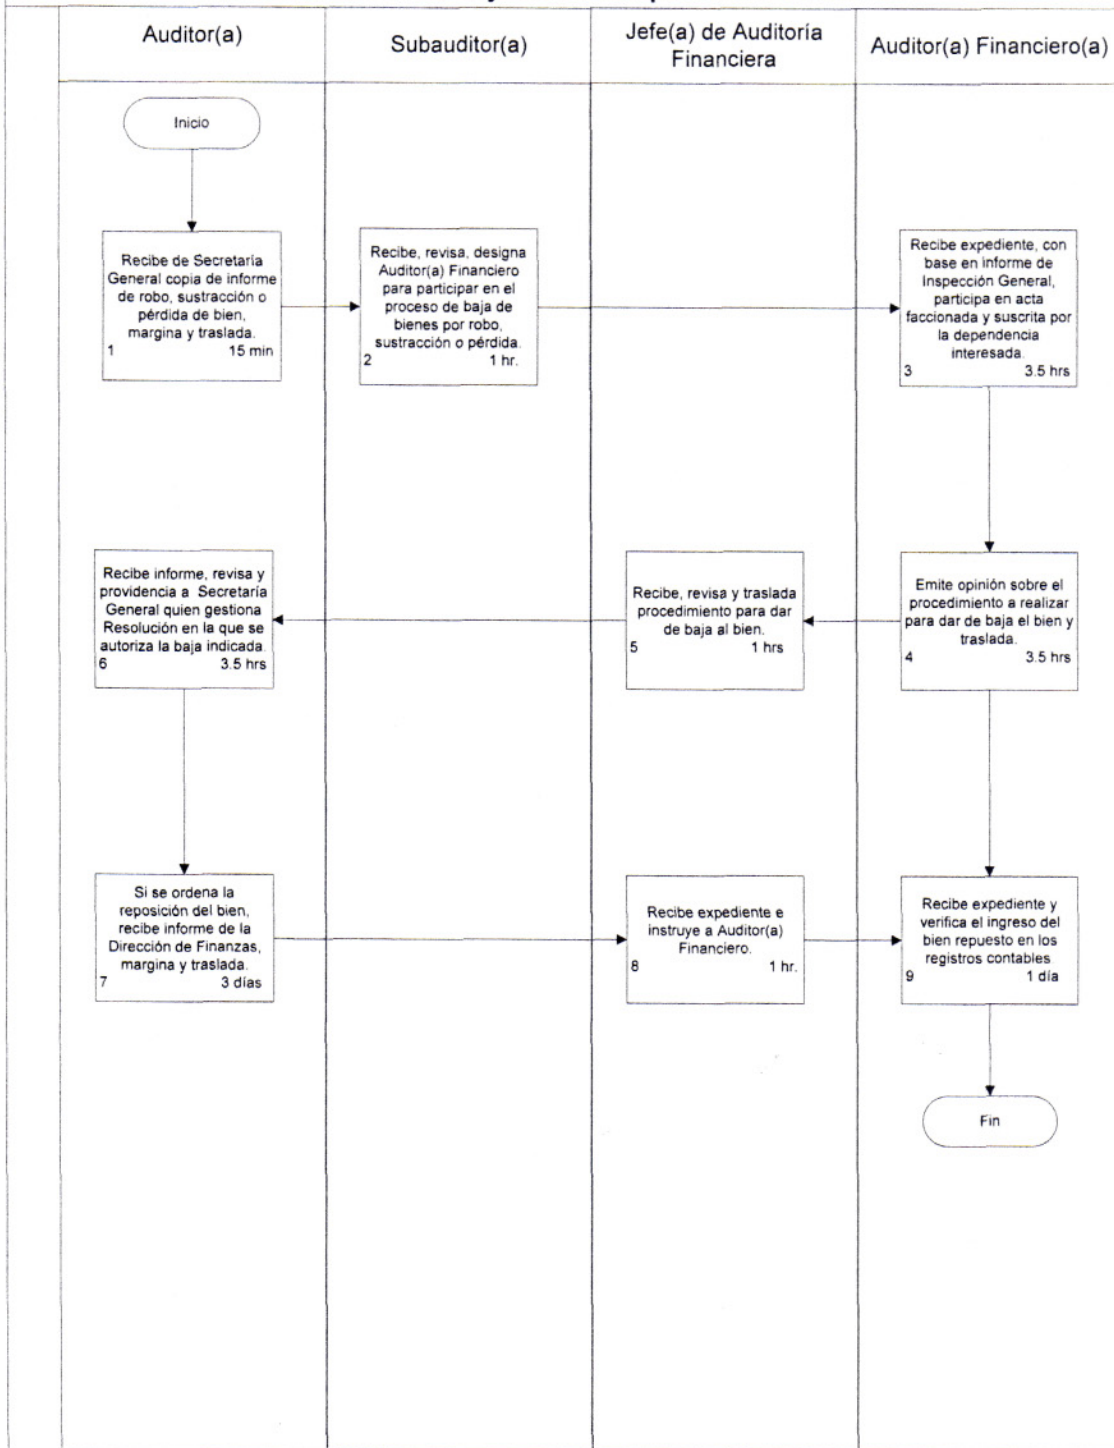 Auditor(a)
Subauditor(a)
Jefe(a) de Auditoría
Financiera
Auditor(a) Financiero(a)
Inicio
Recibe de Secretaría
General copia de informe
de robo, sustracción o
pérdida de bien,
margina y traslada.
1 15 min
Recibe, revisa, designa
Auditor(a) Financiero
para participar en el
proceso de baja de
bienes por robo,
sustracción o pérdida.
2 1 hr.
Recibe expediente, con
base en informe de
Inspección General,
participa en acta
faccionada y suscrita por
la dependencia
interesada.
3 3.5 hrs
Emite opinión sobre el
procedimiento a realizar
para dar de baja el bien y
traslada.
4 3.5 hrs
Recibe, revisa y traslada
procedimiento para dar
de baja al bien.
5 1 hrs
Recibe informe, revisa y
providencia a Secretaría
General quien gestiona
Resolución en la que se
autoriza la baja indicada.
6 3.5 hrs
Si se ordena la
reposición del bien,
recibe informe de la
Dirección de Finanzas,
margina y traslada.
7 3 días
Recibe expediente e
instruye a Auditor(a)
Financiero.
8 1 hr.
Recibe expediente y
verifica el ingreso del
bien repuesto en los
registros contables
9 1 día
Fin